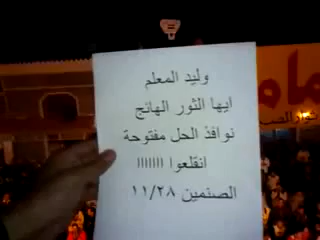 وليد المعلم
ايها الثور الهائج
نوافذ الحل مفتوحة
انقلعوا !!!!!!!
الصنمين ١١/٢٨